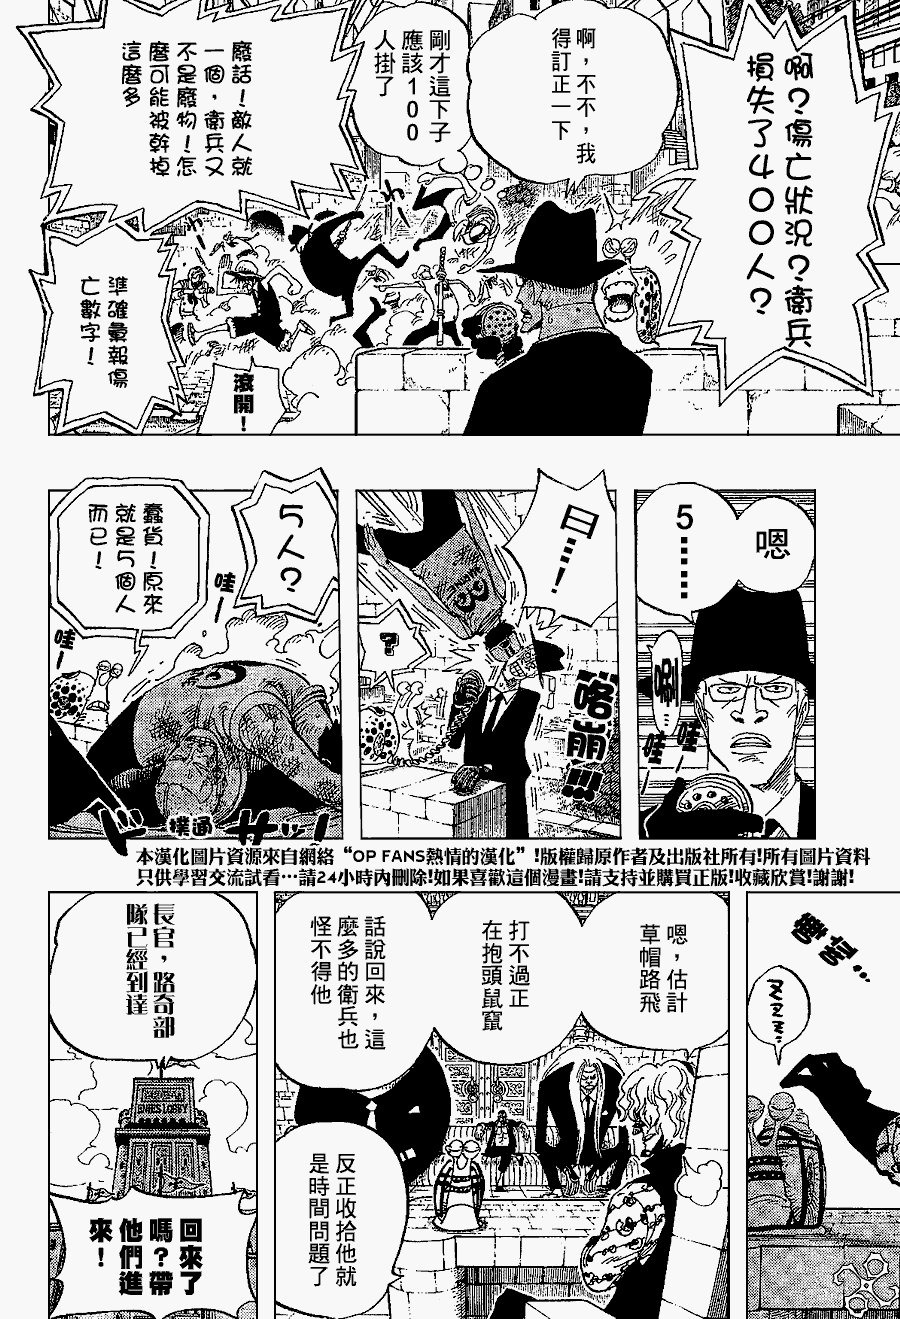 啊？傷亡狀況？衛兵
損失了400人？
啊，不不，我
得訂正一下
剛才這下子
應該100
人掛了
廢話！敵人就
一個，衛兵又
不是廢物！怎
麼可能被幹掉
這麼多
準確彙報傷
亡數字！
わ
滾開！
嗯
5……
哇
哇
曰…！
？
喀崩!!!
5人？
蠢貨！原來
就是5個人
而已！
哇
哇
撲通
ドサッ！
本漢化圖片資源來自網絡“OP FANS熱情的漢化”!版權歸原作者及出版社所有!所有圖片資料
只供學習交流試看…請24小時內刪除!如果喜歡這個漫畫!請支持並購買正版!收藏欣賞!謝謝!
zzz
嗯，估計
草帽路飛
打不過正
在抱頭鼠竄
話說回來，這
麼多的衛兵也
怪不得他
反正收拾他就
是時間問題了
長官，路奇部
隊已經到達
ENIES LOBBY
回來了
嗎？帶
他們進
來！